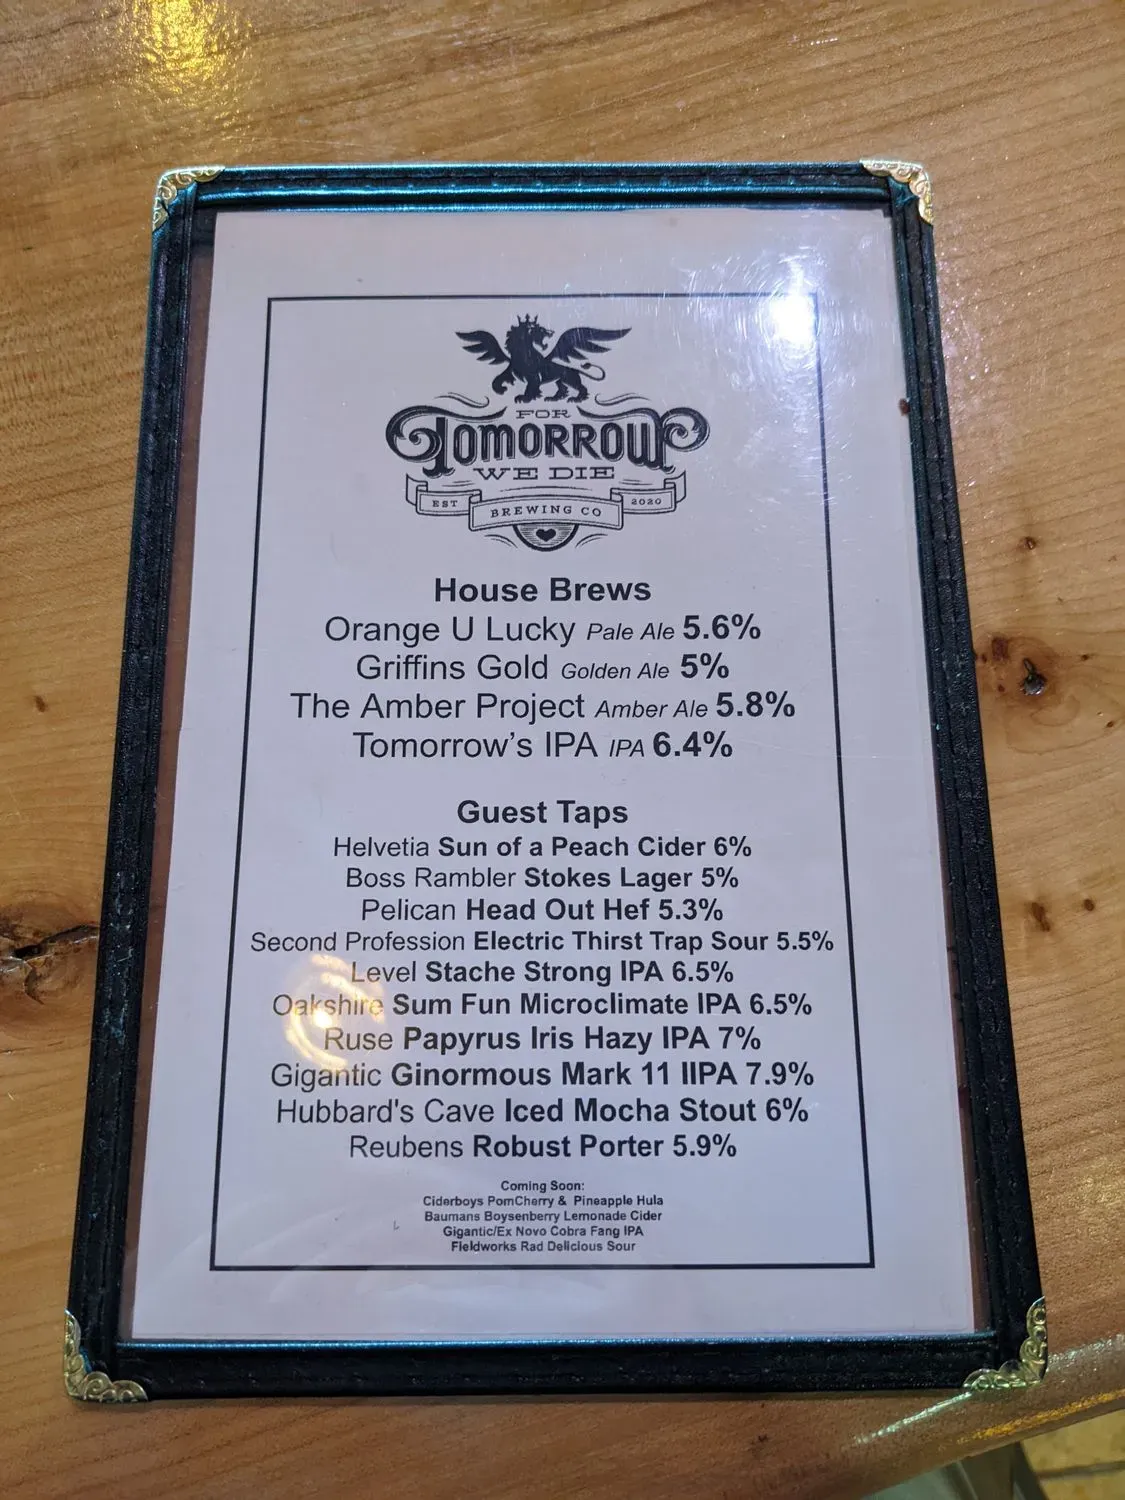 FOR
TOMORROW
WE DIE
EST BREWING CO 2020
House Brews
Orange U Lucky Pale Ale 5.6%
Griffins Gold Golden Ale 5%
The Amber Project Amber Ale 5.8%
Tomorrow's IPA IPA 6.4%
Guest Taps
Helvetia Sun of a Peach Cider 6%
Boss Rambler Stokes Lager 5%
Pelican Head Out Hef 5.3%
Second Profession Electric Thirst Trap Sour 5.5%
Level Stache Strong IPA 6.5%
Oakshire Sum Fun Microclimate IPA 6.5%
Ruse Papyrus Iris Hazy IPA 7%
Gigantic Ginormous Mark 11 IIPA 7.9%
Hubbard's Cave Iced Mocha Stout 6%
Reubens Robust Porter 5.9%
Coming Soon:
Ciderboys PomCherry & Pineapple Hula
Baumans Boysenberry Lemonade Cider
Gigantic/Ex Novo Cobra Fang IPA
Fieldworks Rad Delicious Sour